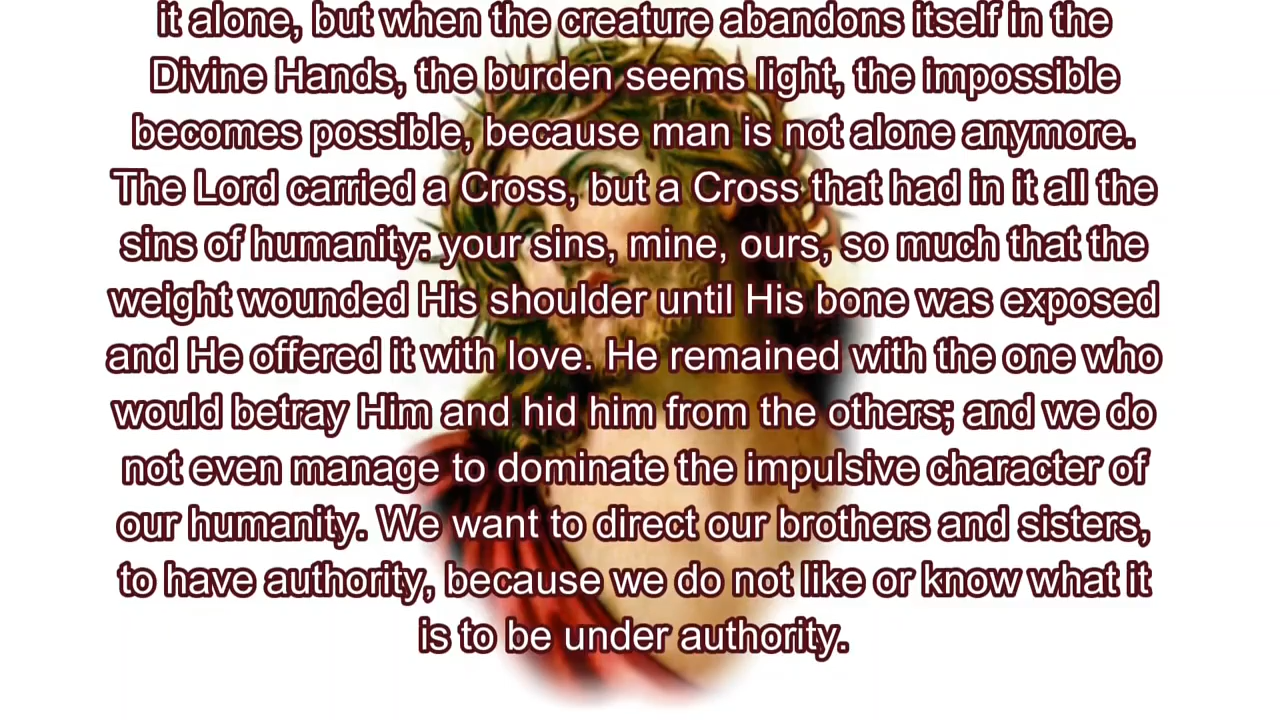 it alone, but when the creature abandons itself in the
Divine Hands, the burden seems light, the impossible
becomes possible, because man is not alone anymore.
The Lord carried a Cross, but a Cross that had in it all the
sins of humanity: your sins, mine, ours, so much that the
weight wounded His shoulder until His bone was exposed
and He offered it with love. He remained with the one who
would betray Him and hid him from the others; and we do
not even manage to dominate the impulsive character of
our humanity. We want to direct our brothers and sisters,
to have authority, because we do not like or know what it
is to be under authority.